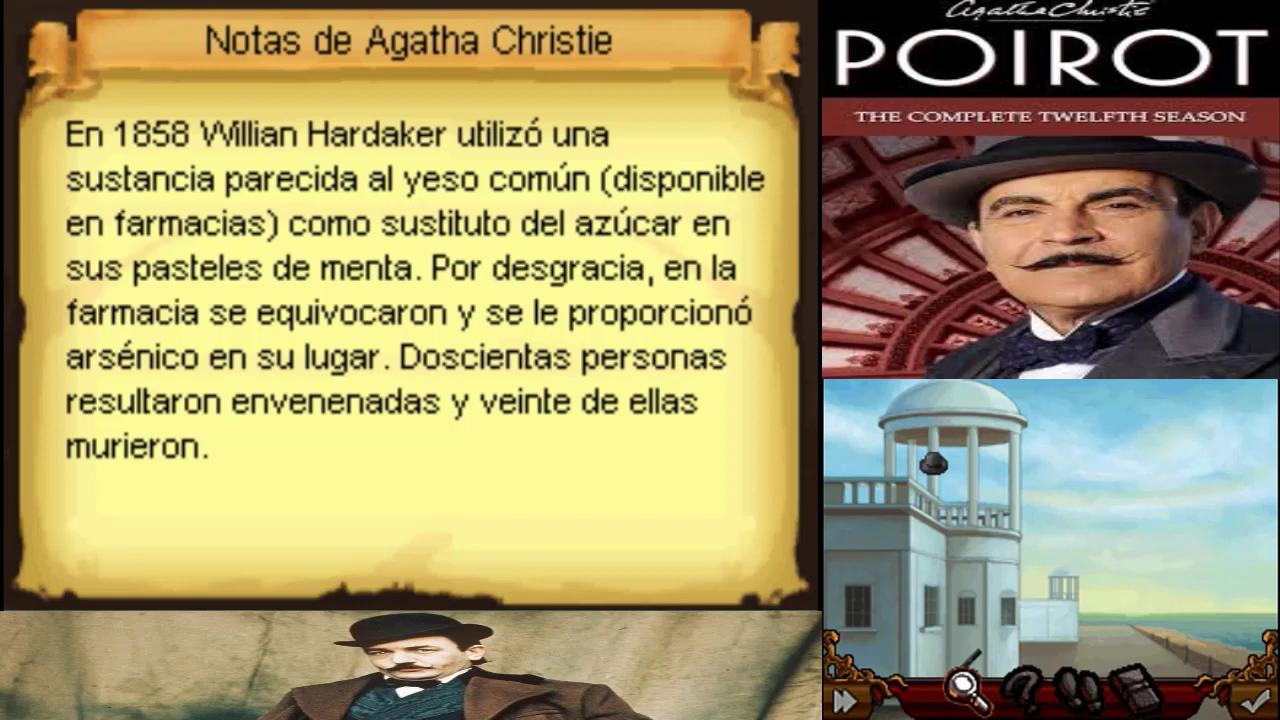 Notas de Agatha Christie
En 1858 Willian Hardaker utilizó una
sustancia parecida al yeso común (disponible
en farmacias) como sustituto del azúcar en
sus pasteles de menta. Por desgracia, en la
farmacia se equivocaron y se le proporcionó
arsénico en su lugar. Doscientas personas
resultaron envenenadas y veinte de ellas
murieron.
Agatha Christie
POIROT
THE COMPLETE TWELFTH SEASON